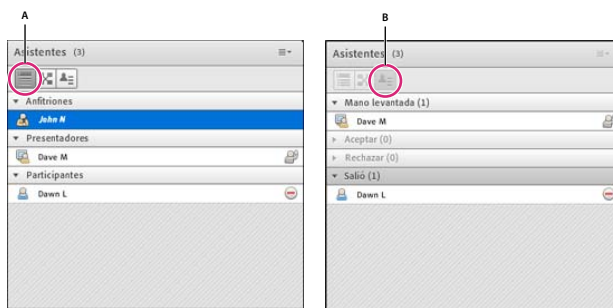 A
B
Asistentes (3)
Anfitriones
John N
Presentadores
Dave M
Participantes
Dawn L
Asistentes (3)
Mano levantada (1)
Dave M
Aceptar (0)
Rechazar (0)
Salió (1)
Dawn L